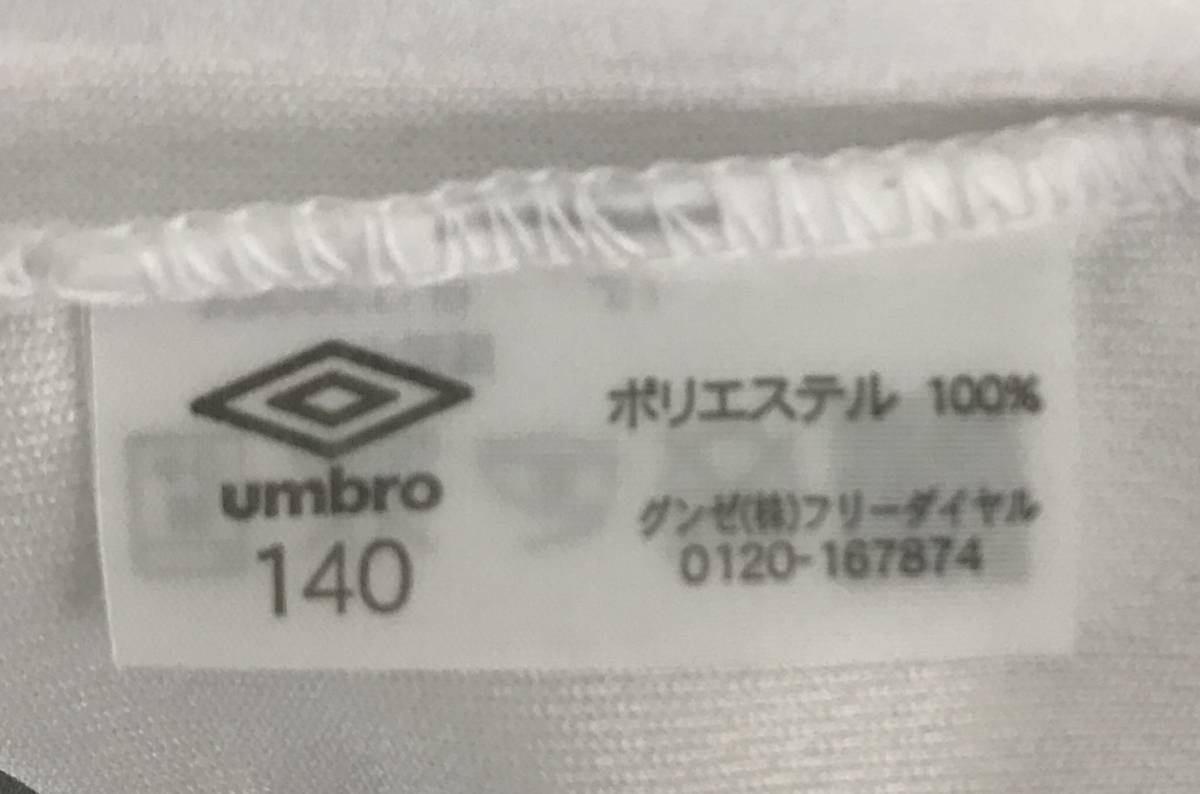 umbro
140
ポリエステル 100%
グンゼ(株)フリーダイヤル
0120-167874